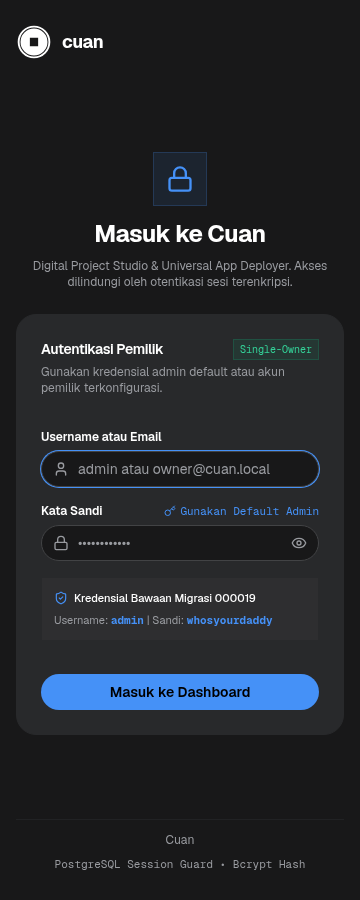 cuan
Masuk ke Cuan
Digital Project Studio & Universal App Deployer. Akses
dilindungi oleh otentikasi sesi terenkripsi.
Autentikasi Pemilik
Single-Owner
Gunakan kredensial admin default atau akun
pemilik terkonfigurasi.
Username atau Email
admin atau owner@cuan.local
Kata Sandi
Gunakan Default Admin
••••••••••••
Kredensial Bawaan Migrasi 000019
Username: admin | Sandi: whosyourdaddy
Masuk ke Dashboard
Cuan
PostgreSQL Session Guard • Bcrypt Hash